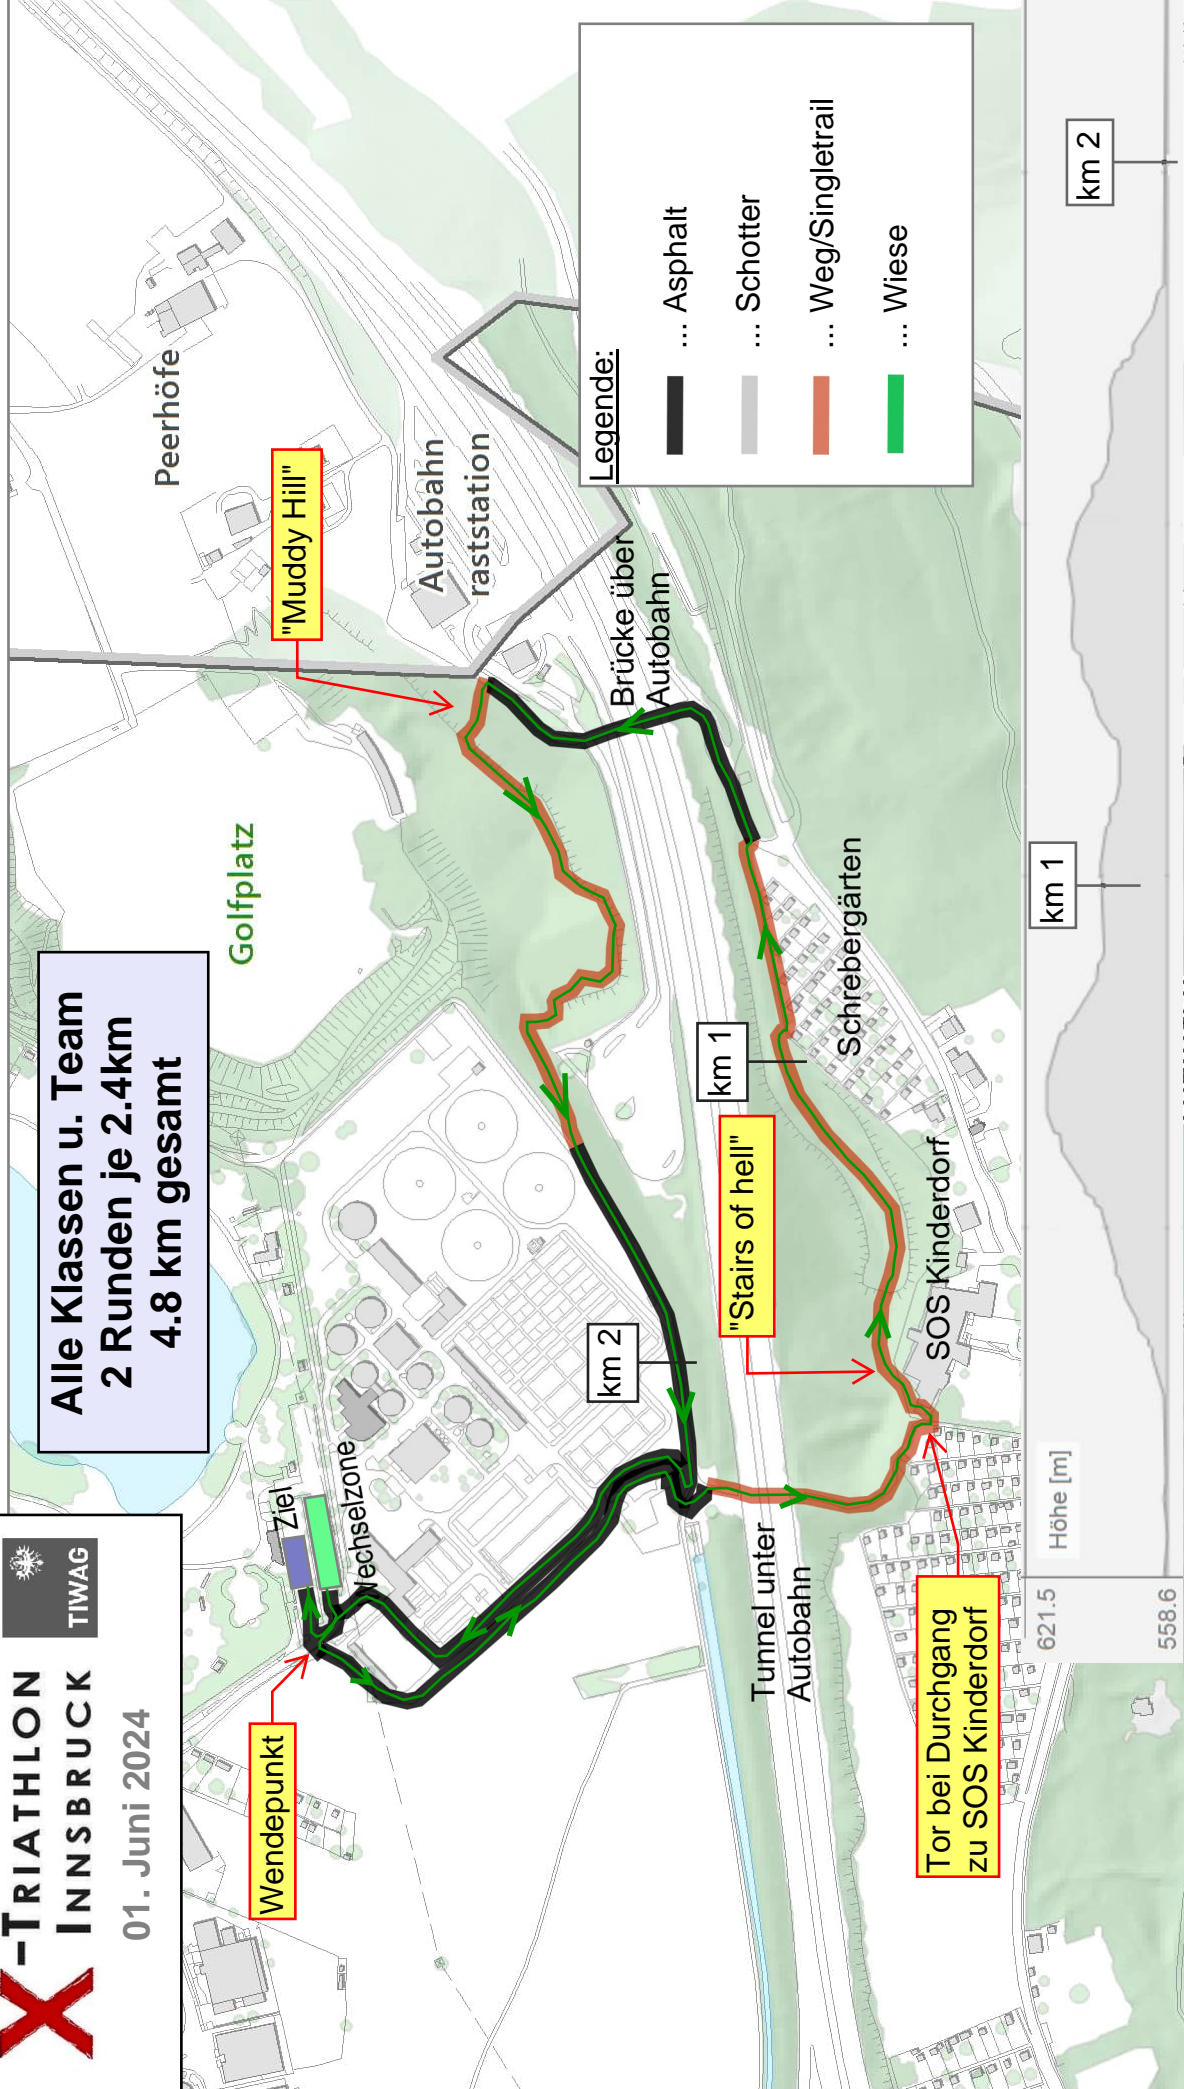 X-TRIATHLON
INNSBRUCK
01. Juni 2024
TIWAG
Alle Klassen u. Team
2 Runden je 2.4km
4.8 km gesamt
Peerhöfe
Golfplatz
"Muddy Hill"
Autobahn
raststation
Ziel
Wechselzone
Wendepunkt
Brücke über
Autobahn
km 2
km 1
"Stairs of hell"
Schrebergärten
SOS Kinderdorf
Tunnel unter
Autobahn
Tor bei Durchgang
zu SOS Kinderdorf
Legende:
... Asphalt
... Schotter
... Weg/Singletrail
... Wiese
Höhe [m]
621.5
558.6
km 1
km 2